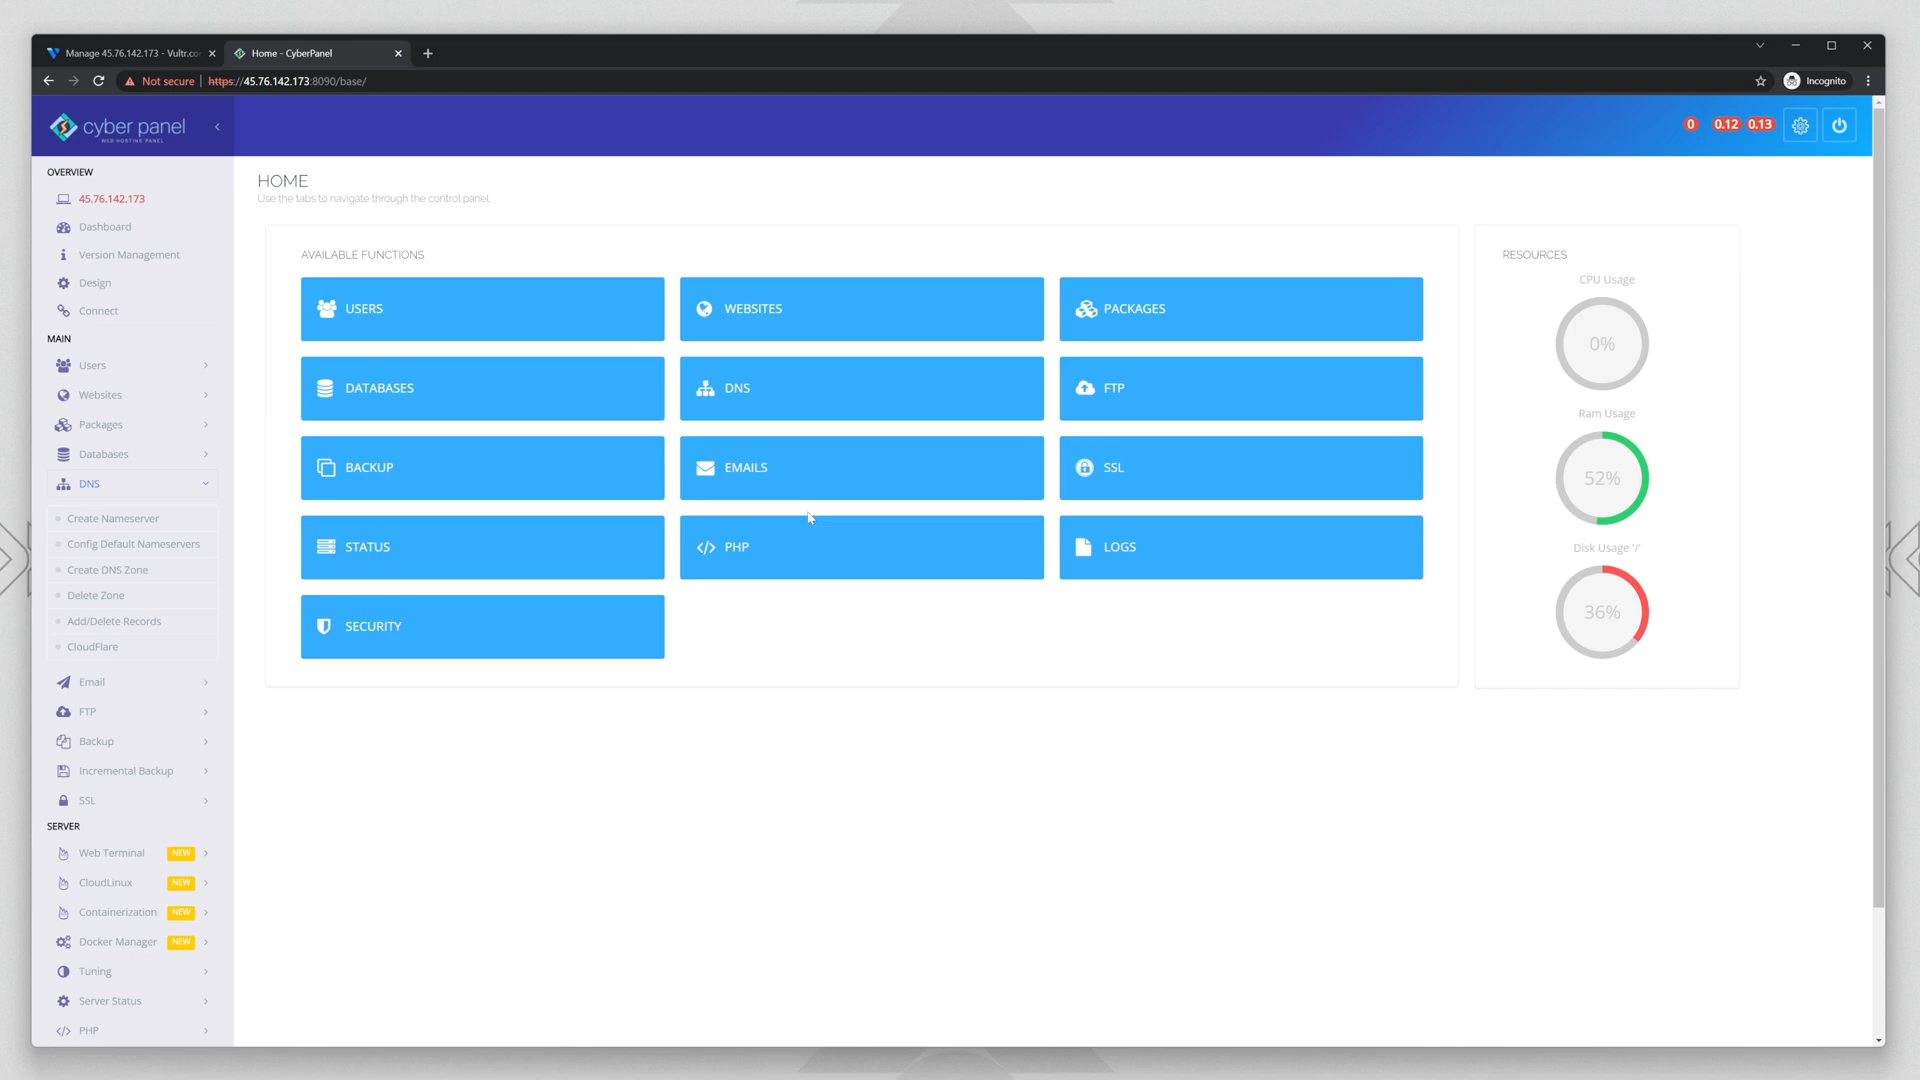 Manage 45.76.142.173 - Vultr.co
Home - CyberPanel
Not secure
https://45.76.142.173:8090/base/
Incognito
cyber panel
WEB HOSTING PANEL
0
0.12
0.13
OVERVIEW
45.76.142.173
Dashboard
Version Management
Design
Connect
MAIN
Users
Websites
Packages
Databases
DNS
Create Nameserver
Config Default Nameservers
Create DNS Zone
Delete Zone
Add/Delete Records
CloudFlare
Email
FTP
Backup
Incremental Backup
SSL
SERVER
Web Terminal NEW
CloudLinux NEW
Containerization NEW
Docker Manager NEW
Tuning
Server Status
PHP
HOME
Use the tabs to navigate through the control panel.
AVAILABLE FUNCTIONS
USERS
WEBSITES
PACKAGES
DATABASES
DNS
FTP
BACKUP
EMAILS
SSL
STATUS
PHP
LOGS
SECURITY
RESOURCES
CPU Usage
0%
Ram Usage
52%
Disk Usage '/'
36%